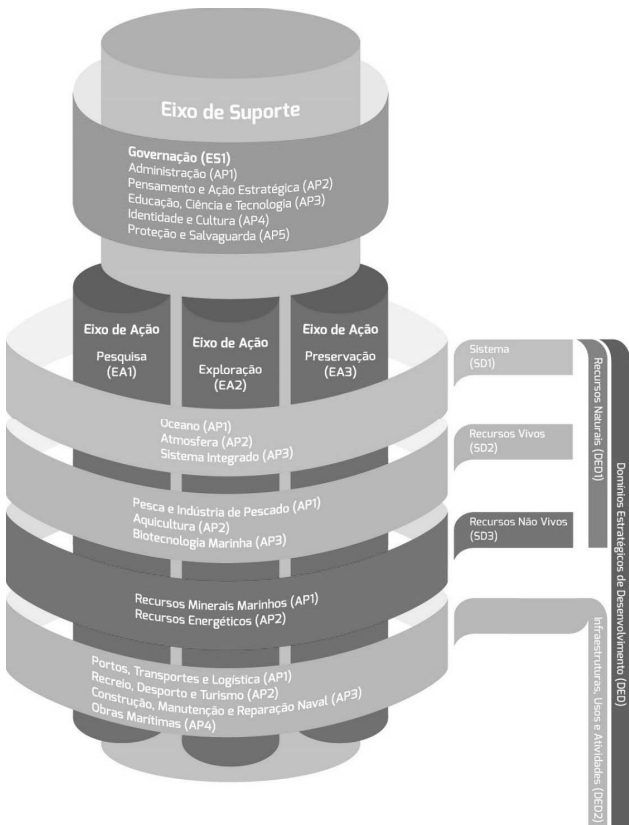 Eixo de Suporte
Governação (ES1)
Administração (AP1)
Pensamento e Ação Estratégica (AP2)
Educação, Ciência e Tecnologia (AP3)
Identidade e Cultura (AP4)
Proteção e Salvaguarda (AP5)
Eixo de Ação
Pesquisa
(EA1)
Eixo de Ação
Exploração
(EA2)
Eixo de Ação
Preservação
(EA3)
Oceano (AP1)
Atmosfera (AP2)
Sistema Integrado (AP3)
Sistema
(SD1)
Pesca e Indústria de Pescado (AP1)
Aquicultura (AP2)
Biotecnologia Marinha (AP3)
Recursos Vivos
(SD2)
Recursos Minerais Marinhos (AP1)
Recursos Energéticos (AP2)
Recursos Não Vivos
(SD3)
Portos, Transportes e Logística (AP1)
Recreio, Desporto e Turismo (AP2)
Construção, Manutenção e Reparação Naval (AP3)
Obras Marítimas (AP4)
Recursos Naturais (DED1)
Infraestruturas, Usos e Atividades (DED2)
Domínios Estratégicos de Desenvolvimento (DED)